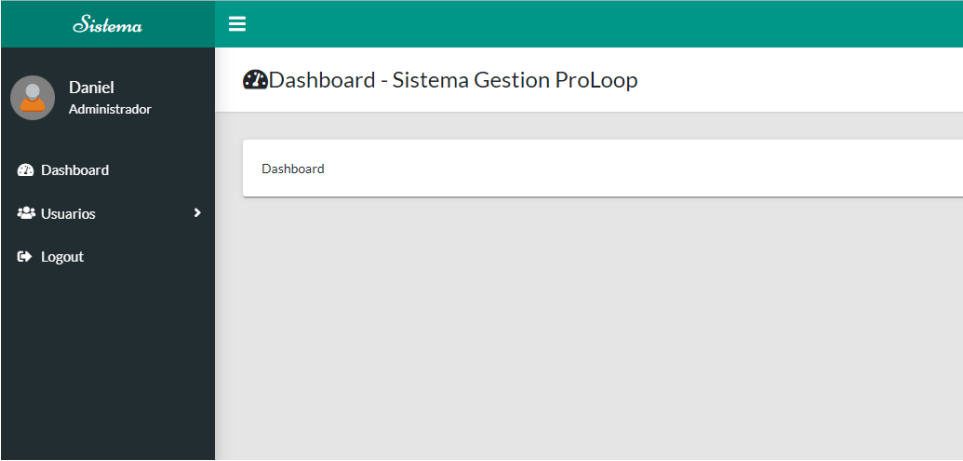 Sistema
Daniel
Administrador
Dashboard
Usuarios
Logout
Dashboard - Sistema Gestion ProLoop
Dashboard